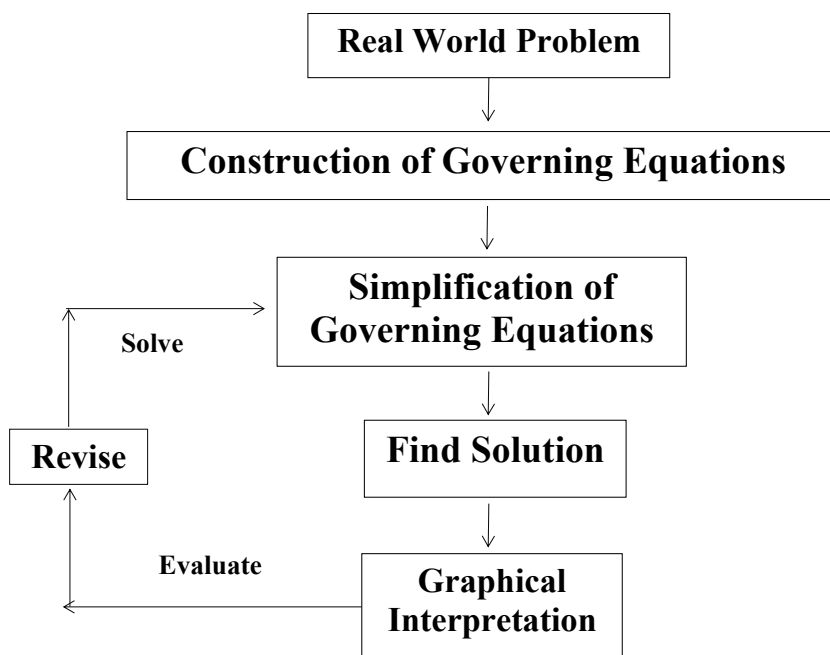 Real World Problem
Construction of Governing Equations
Simplification of
Governing Equations
Solve
Find Solution
Revise
Evaluate
Graphical
Interpretation